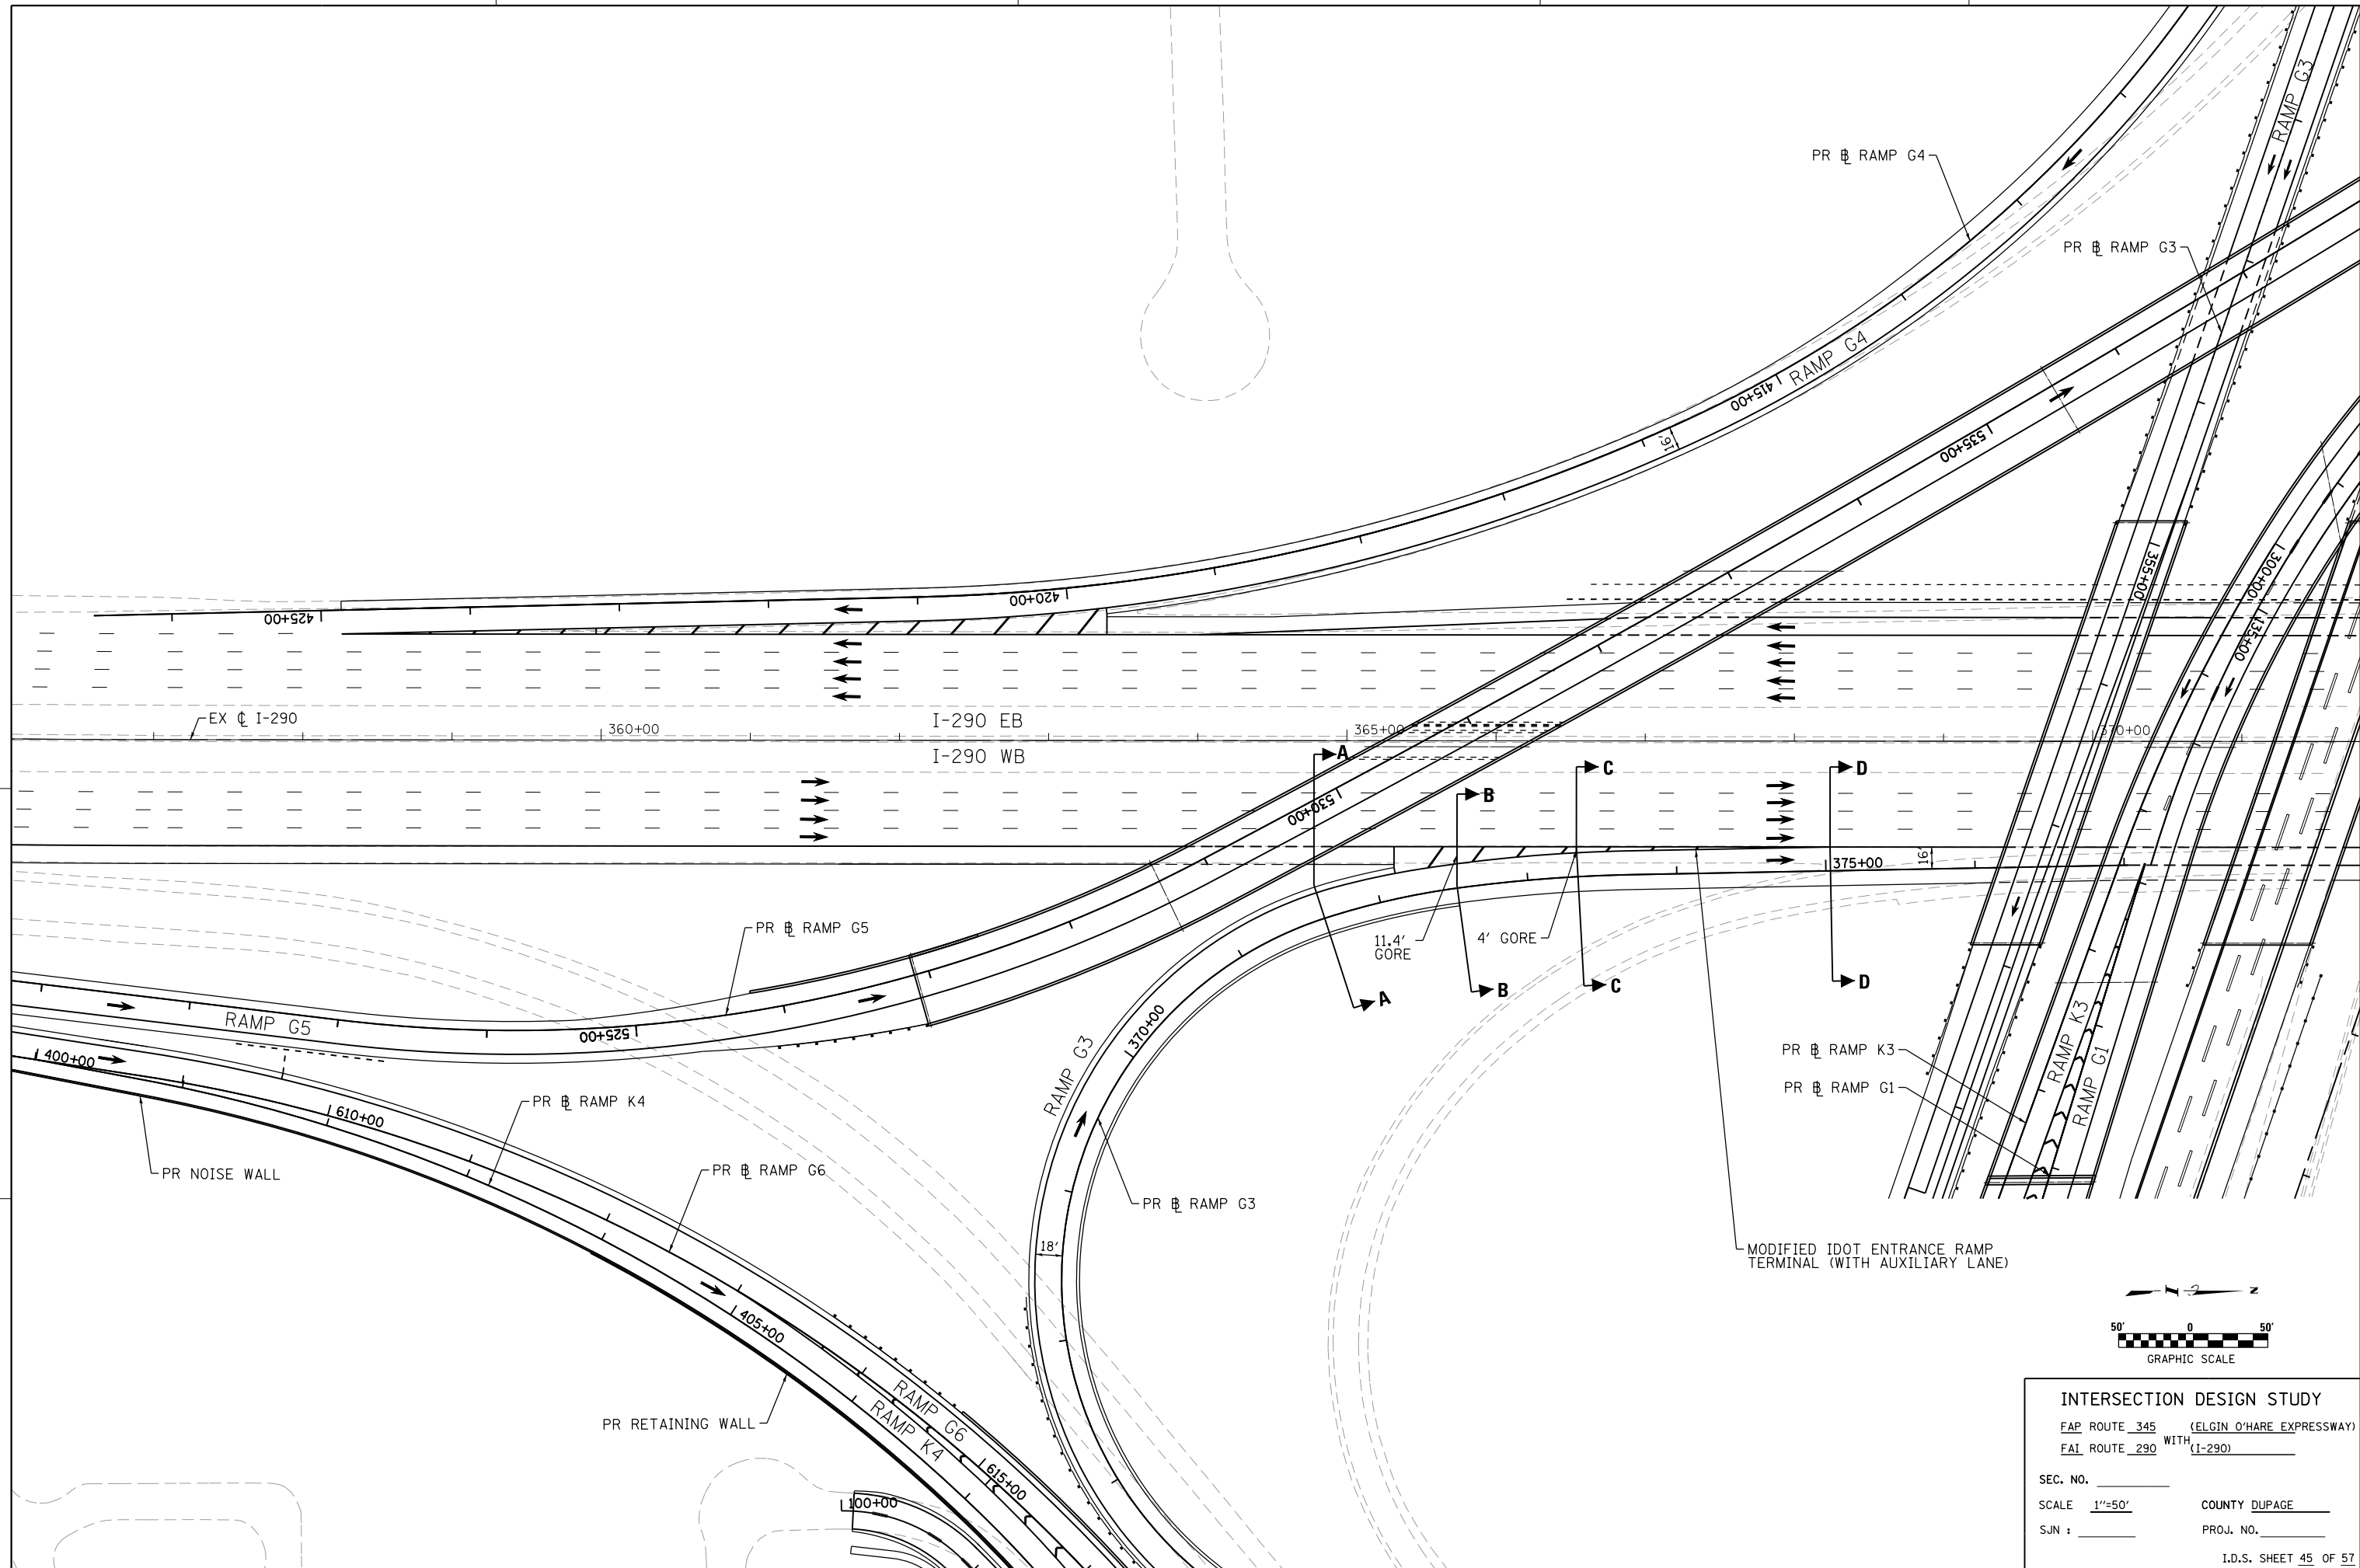 RAMP G3
PR ℄ RAMP G4
PR ℄ RAMP G3
RAMP G4
415+00
16'
535+00
355+00
300+00
135+00
420+00
425+00
EX ℄ I-290
I-290 EB
360+00
365+00
370+00
I-290 WB
A
C
D
B
530+00
375+00
16'
PR ℄ RAMP G5
11.4'
GORE
4' GORE
D
C
B
A
RAMP G5
525+00
400+00
370+00
RAMP G3
PR ℄ RAMP K3
RAMP K3
RAMP G1
PR ℄ RAMP G1
PR ℄ RAMP K4
610+00
PR NOISE WALL
PR ℄ RAMP G6
PR ℄ RAMP G3
18'
MODIFIED IDOT ENTRANCE RAMP
TERMINAL (WITH AUXILIARY LANE)
405+00
N
50' 0 50'
GRAPHIC SCALE
RAMP G6
RAMP K4
PR RETAINING WALL
615+00
100+00
INTERSECTION DESIGN STUDY
FAP ROUTE 345 (ELGIN O'HARE EXPRESSWAY)
WITH
FAI ROUTE 290 (I-290)
SEC. NO.
SCALE 1"=50' COUNTY DUPAGE
SJN : PROJ. NO.
I.D.S. SHEET 45 OF 57